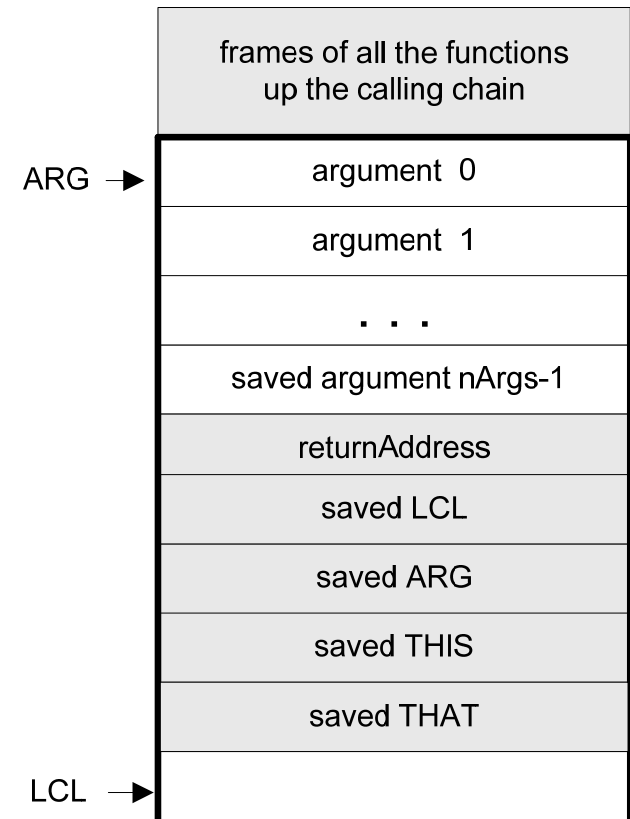 frames of all the functions
up the calling chain
ARG
argument 0
argument 1
. . .
saved argument nArgs-1
returnAddress
saved LCL
saved ARG
saved THIS
saved THAT
LCL